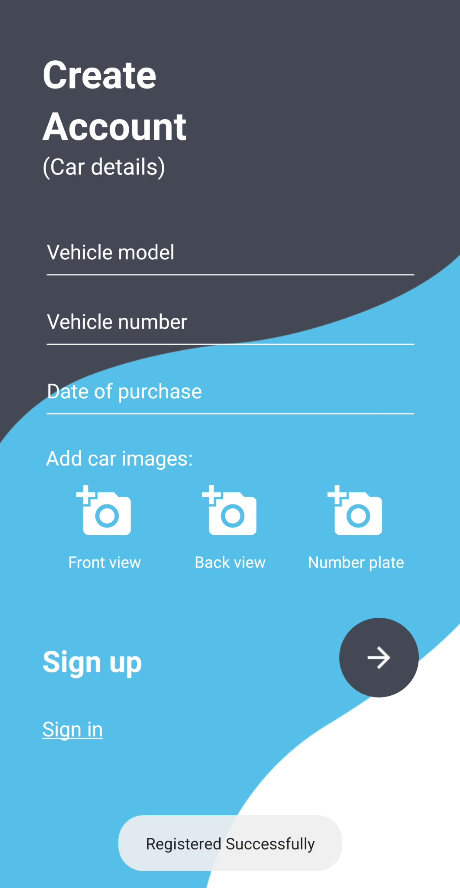 Create
Account
(Car details)
Vehicle model
Vehicle number
Date of purchase
Add car images:
Front view
Back view
Number plate
Sign up
Sign in
Registered Successfully